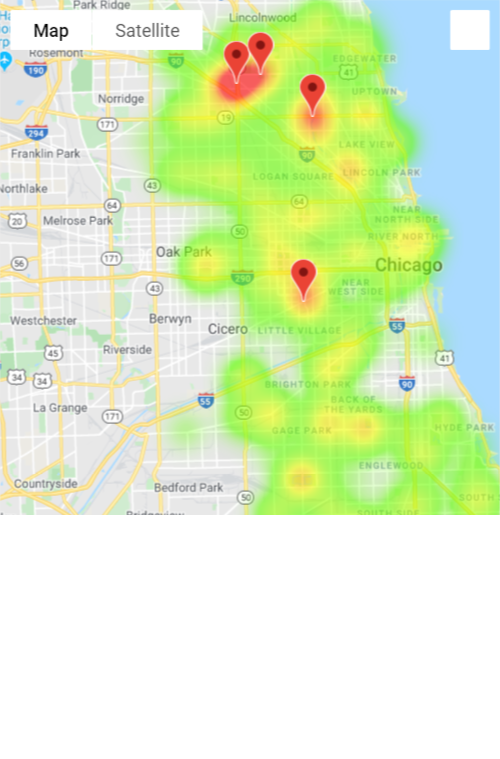 Park Ridge
Lincolnwood
Map
Satellite
Rosemont
90
EDGEWATER
41
190
Norridge
UPTOWN
171
19
294
Franklin Park
90
LAKE VIEW
LOGAN SQUARE
LINCOLN PARK
Northlake
43
64
64
20
Melrose Park
NEAR
NORTH SIDE
50
RIVER NORTH
Oak Park
171
56
Chicago
290
43
NEAR
WEST SIDE
Westchester
Berwyn
Cicero
LITTLE VILLAGE
55
45
Riverside
41
34
34
BRIGHTON PARK
90
55
La Grange
171
50
BACK OF
THE YARDS
GAGE PARK
HYDE PARK
ENGLEWOOD
Countryside
Bedford Park
50
SOUTH
SOUTH SIDE
Bridgeview